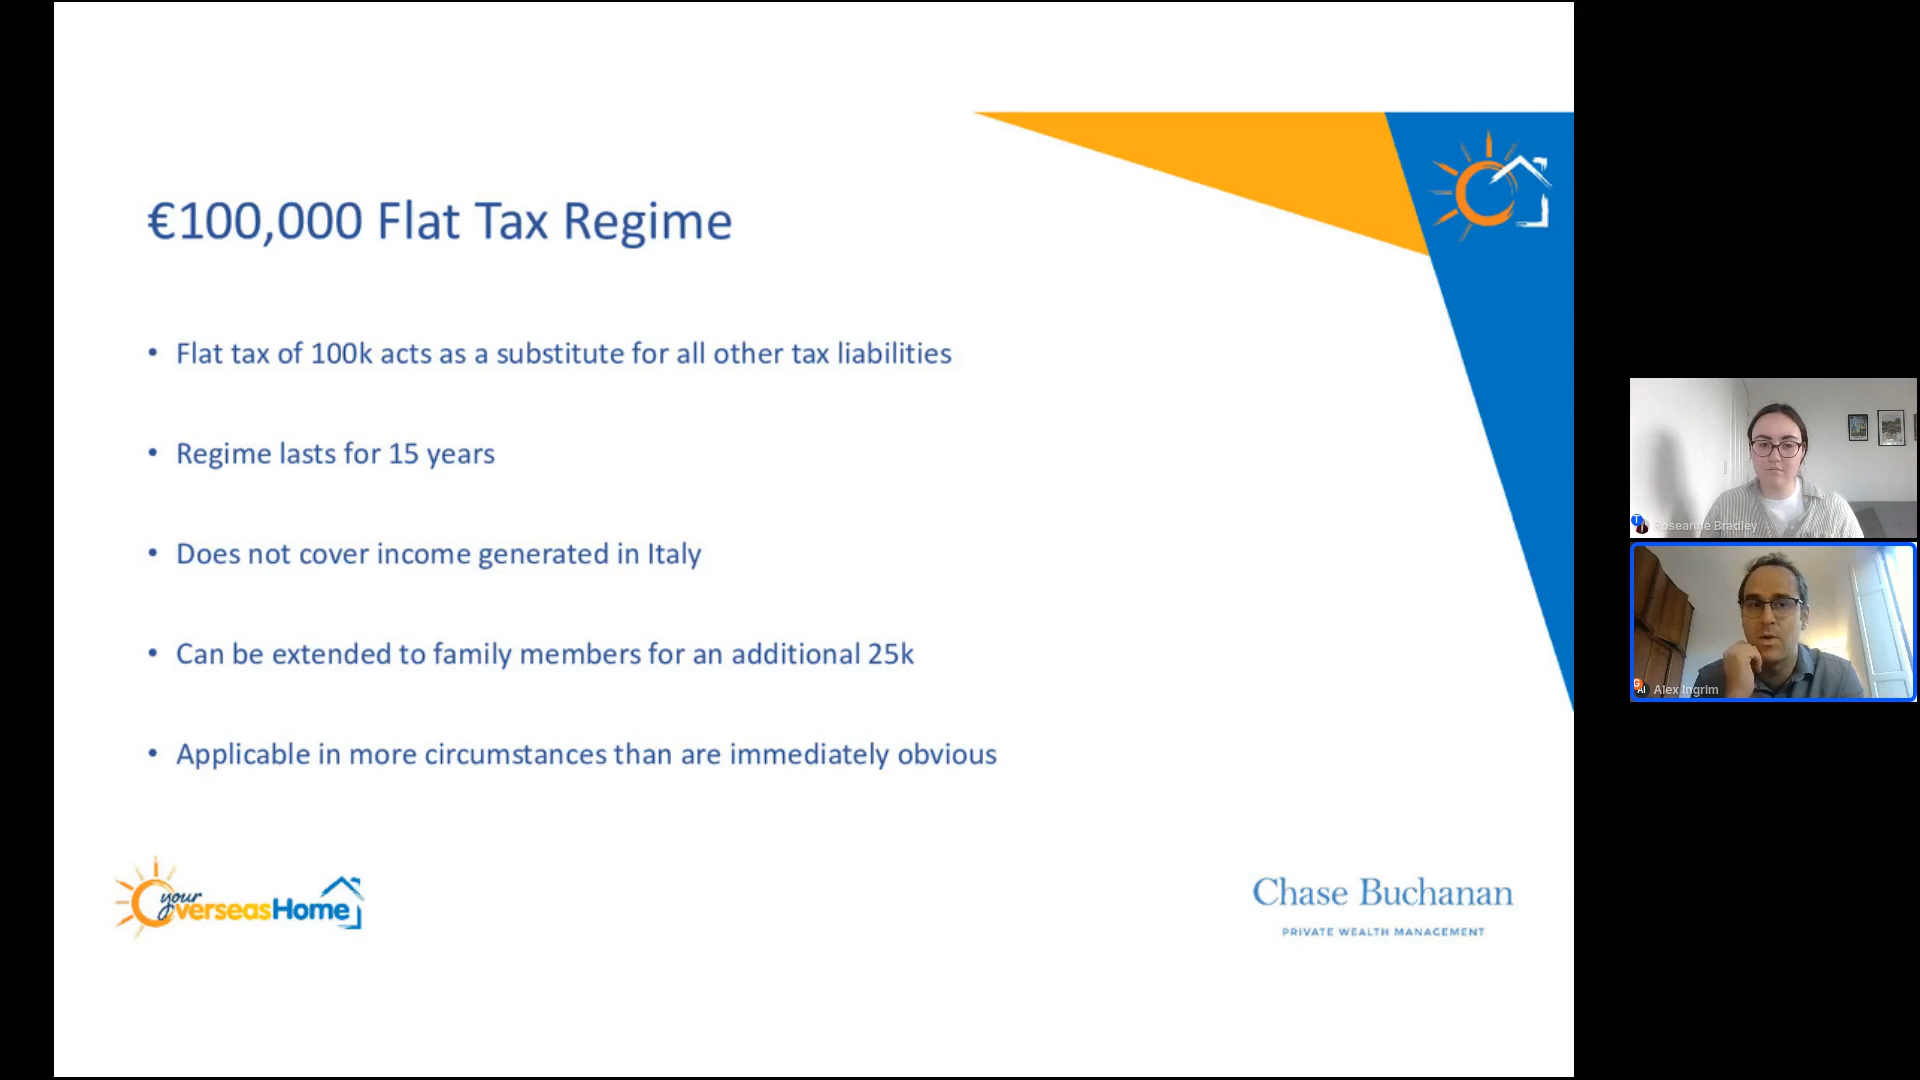 €100,000 Flat Tax Regime
• Flat tax of 100k acts as a substitute for all other tax liabilities
• Regime lasts for 15 years
• Does not cover income generated in Italy
• Can be extended to family members for an additional 25k
• Applicable in more circumstances than are immediately obvious
your
OverseasHome
Chase Buchanan
PRIVATE WEALTH MANAGEMENT
Roseanne Bradley
Alex Ingrim